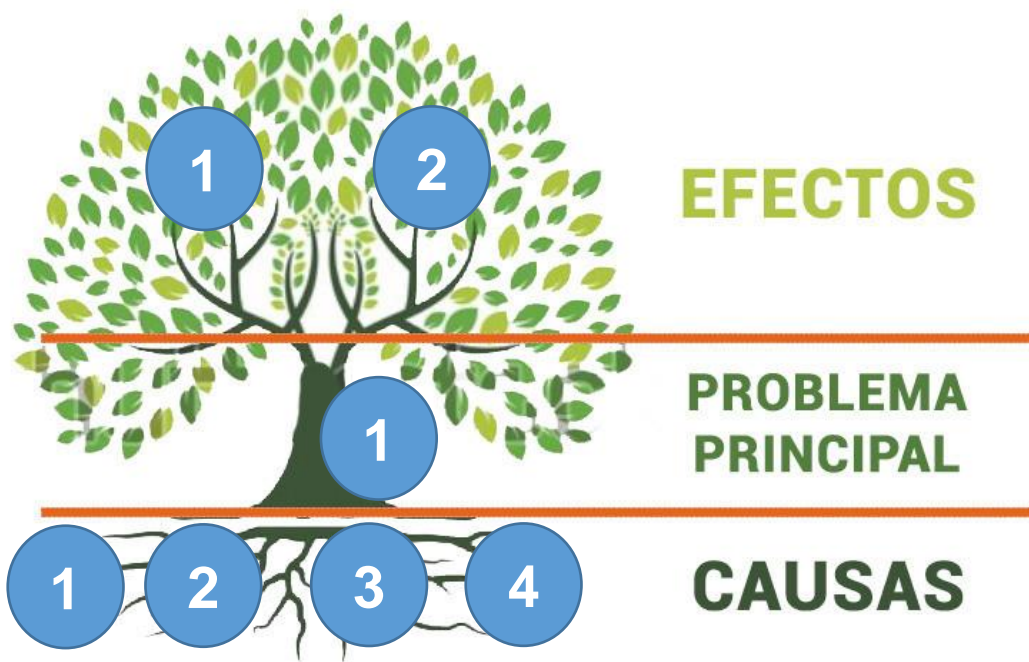 1 2
EFECTOS
PROBLEMA
PRINCIPAL
1
1 2 3 4
CAUSAS